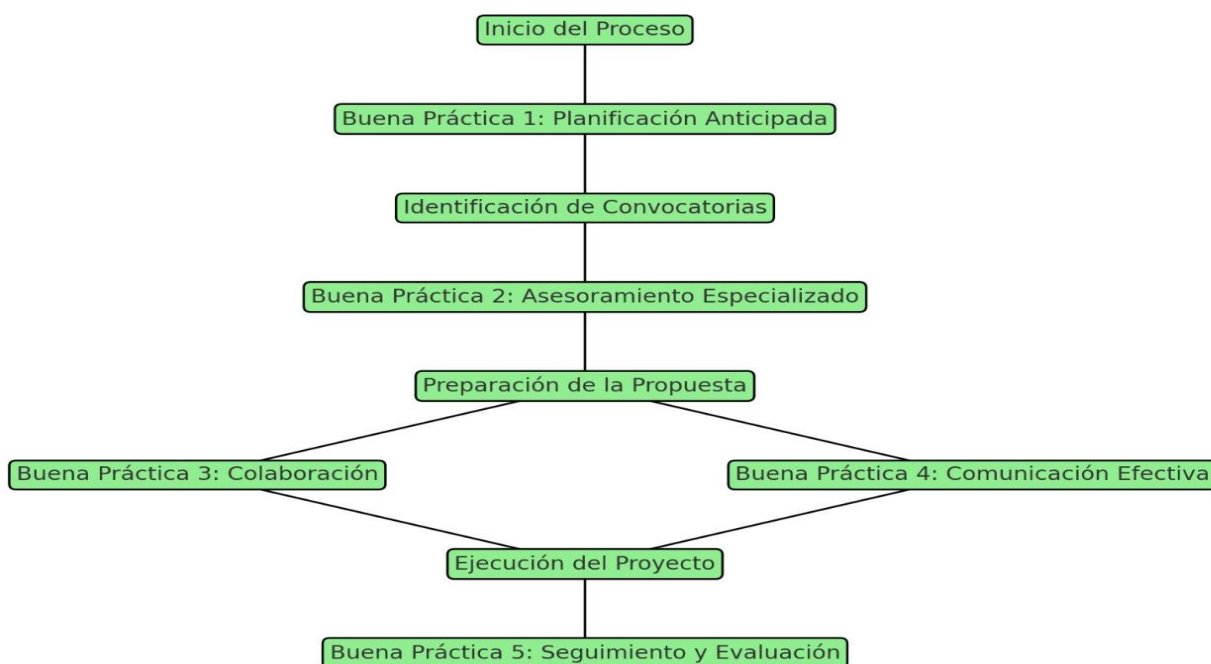 Inicio del Proceso
Buena Práctica 1: Planificación Anticipada
Identificación de Convocatorias
Buena Práctica 2: Asesoramiento Especializado
Preparación de la Propuesta
Buena Práctica 3: Colaboración
Buena Práctica 4: Comunicación Efectiva
Ejecución del Proyecto
Buena Práctica 5: Seguimiento y Evaluación